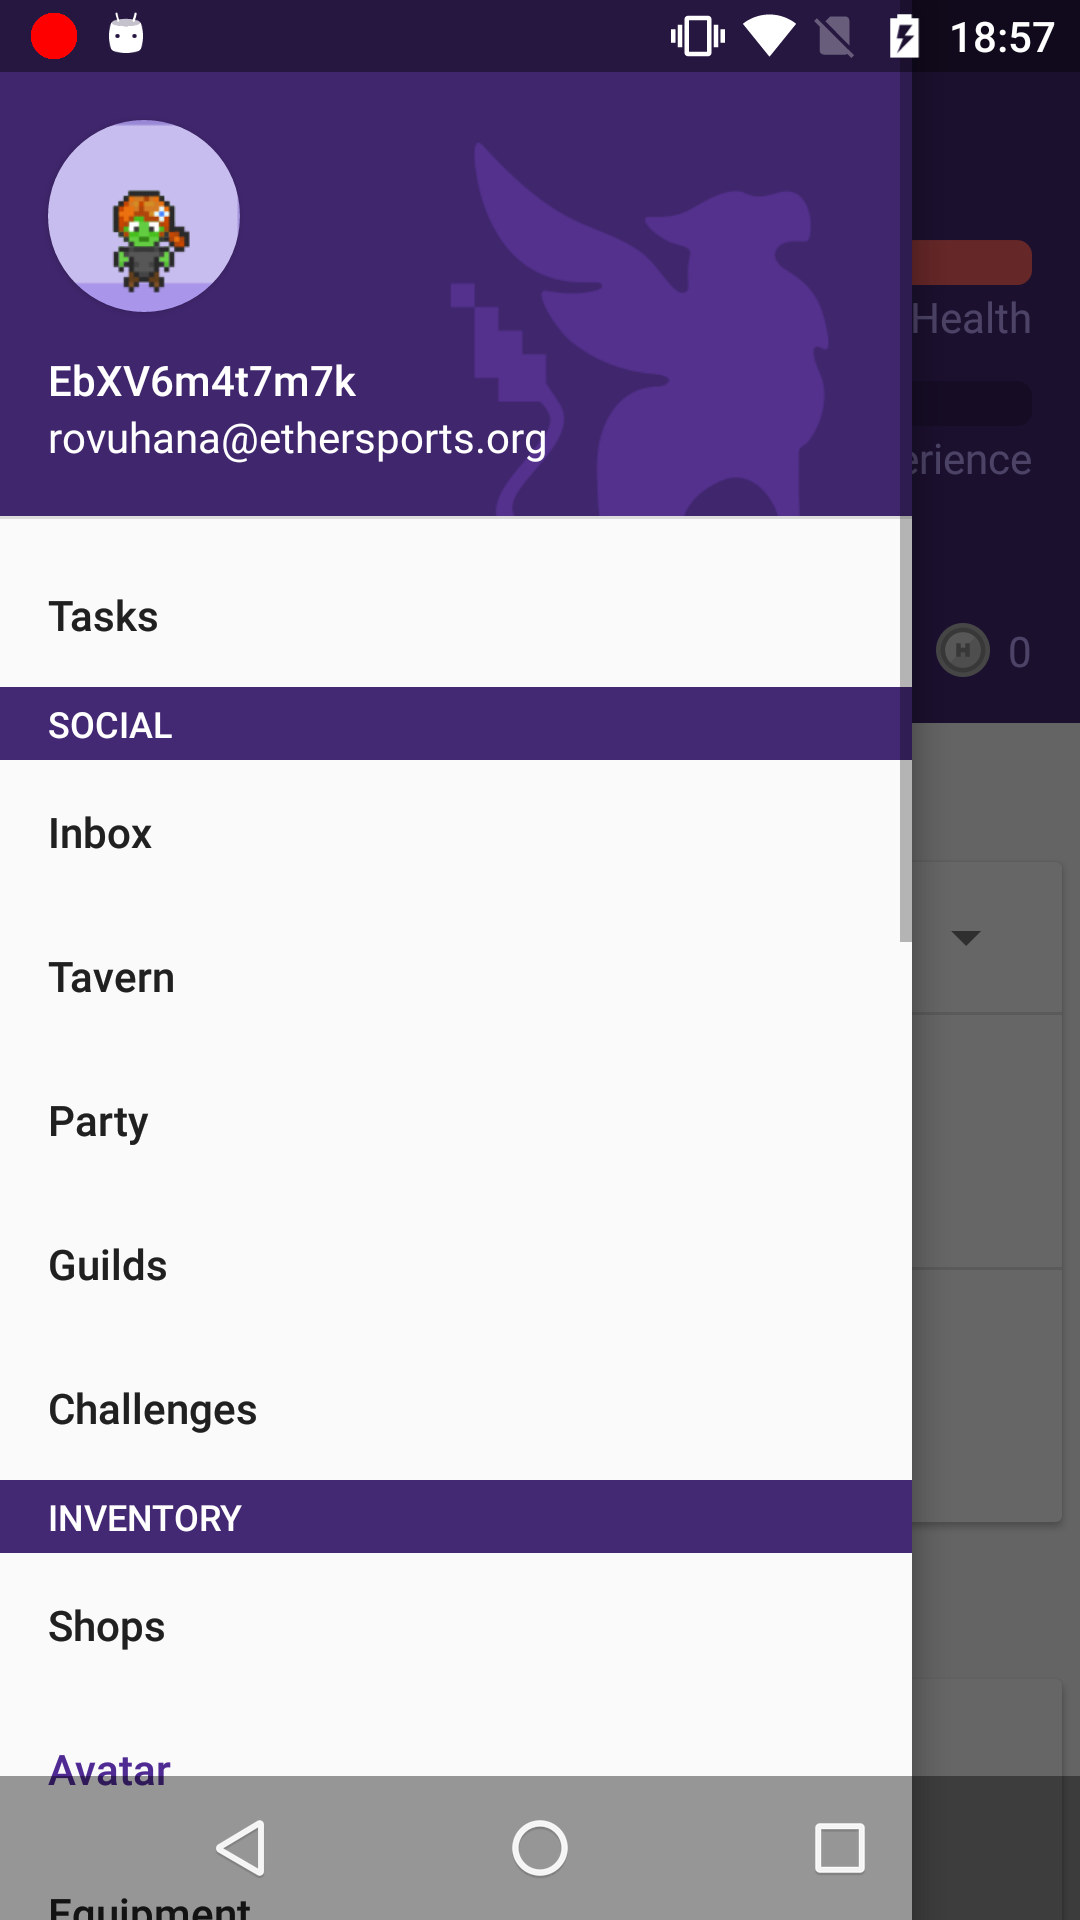 18:57
EbXV6m4t7m7k
rovuhana@ethersports.org
Health
erience
0
Tasks
SOCIAL
Inbox
Tavern
Party
Guilds
Challenges
INVENTORY
Shops
Avatar
Equipment